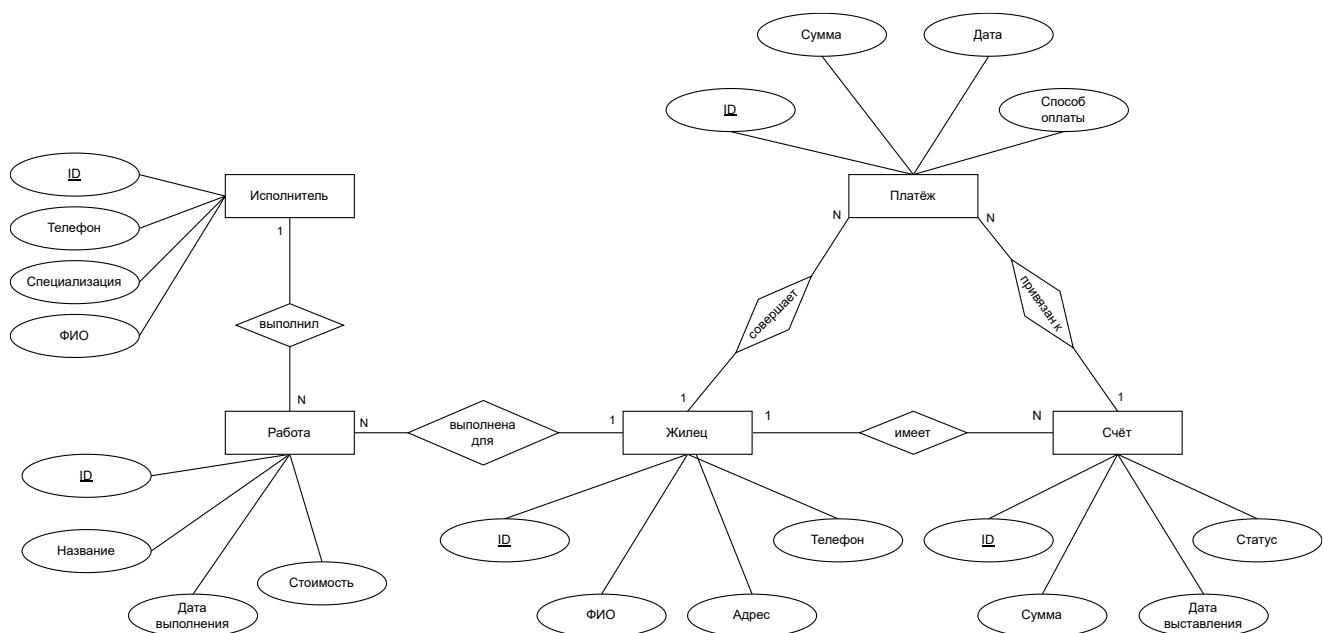 Сумма
Дата
ID
Способ
оплаты
ID
Исполнитель
Платёж
Телефон
1
N
N
Специализация
совершает
привязан к
выполнил
ФИО
N
1
1
Работа
N
выполнена
для
1
Жилец
1
имеет
N
Счёт
ID
Название
ID
Телефон
ID
Статус
Стоимость
Дата
выполнения
ФИО
Адрес
Сумма
Дата
выставления